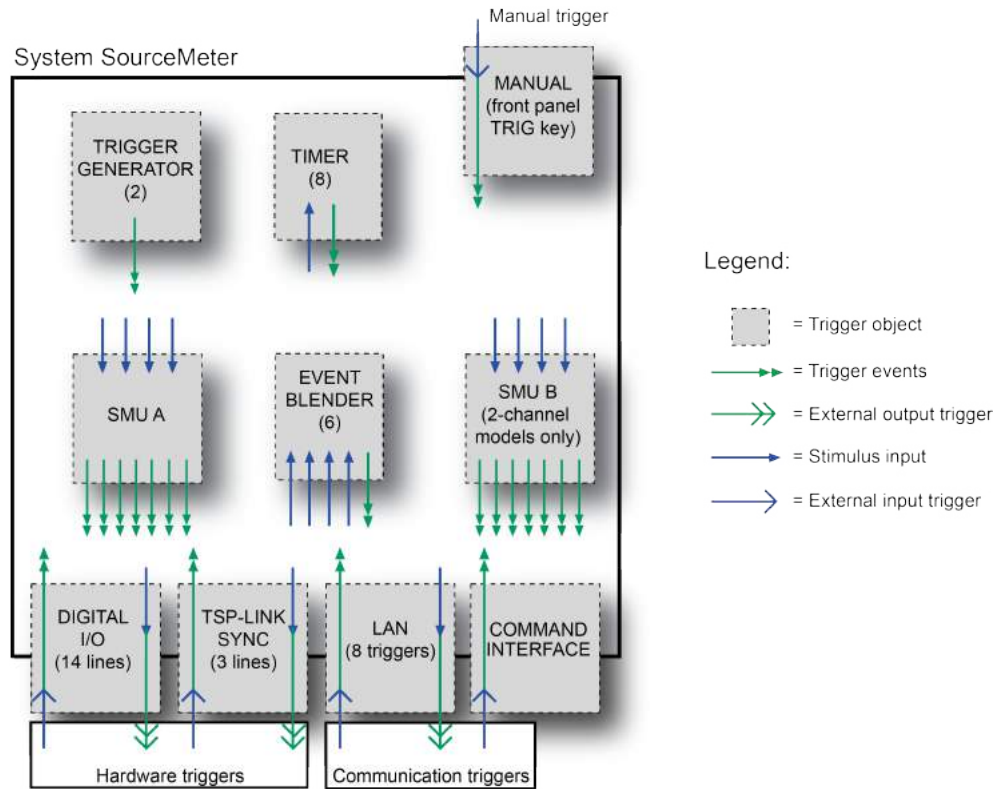 Manual trigger
System SourceMeter
MANUAL
(front panel
TRIG key)
TRIGGER
GENERATOR
(2)
TIMER
(8)
Legend:
= Trigger object
= Trigger events
= External output trigger
= Stimulus input
= External input trigger
SMU A
EVENT
BLENDER
(6)
SMU B
(2-channel
models only)
DIGITAL
I/O
(14 lines)
TSP-LINK
SYNC
(3 lines)
LAN
(8 triggers)
COMMAND
INTERFACE
Hardware triggers
Communication triggers